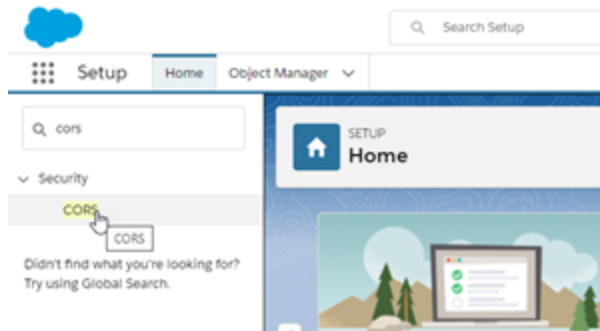 Search Setup
Setup
Home
Object Manager
cors
Security
CORS
CORS
Didn't find what you're looking for?
Try using Global Search.
SETUP
Home